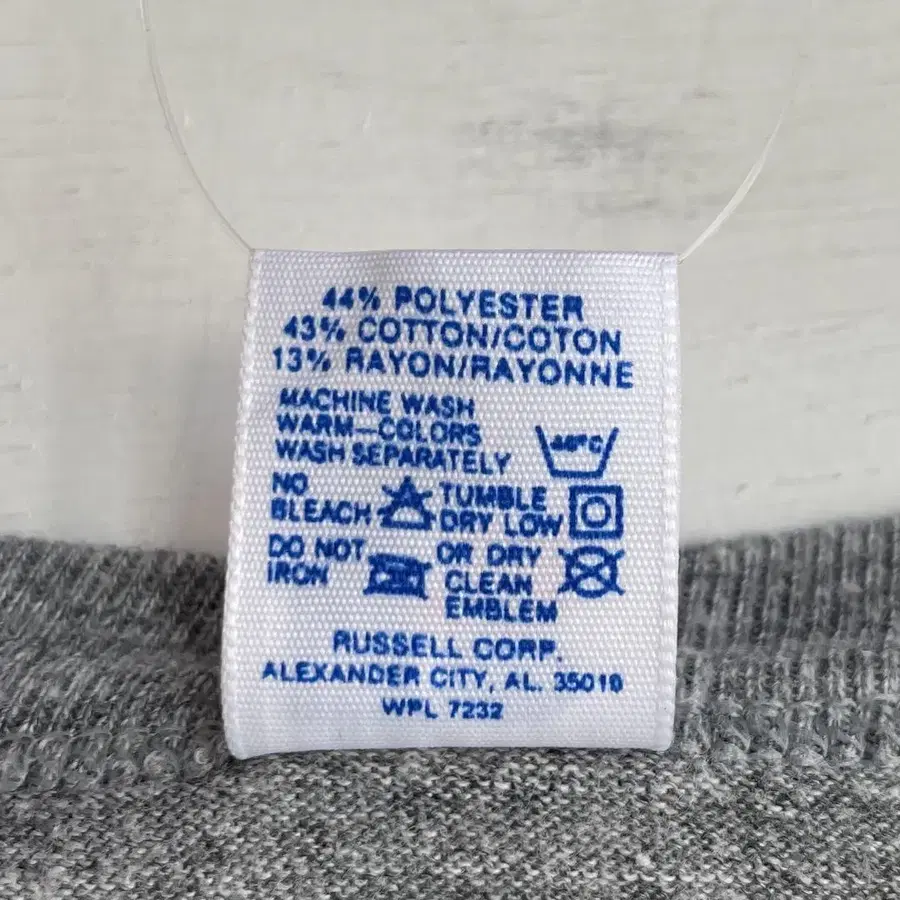 44% POLYESTER
43% COTTON/COTON
13% RAYON/RAYONNE
MACHINE WASH
WARM—COLORS
WASH SEPARATELY
40°C
NO
BLEACH
TUMBLE
DRY LOW
DO NOT
IRON
OR DRY
CLEAN
EMBLEM
RUSSELL CORP.
ALEXANDER CITY, AL. 35010
WPL 7232